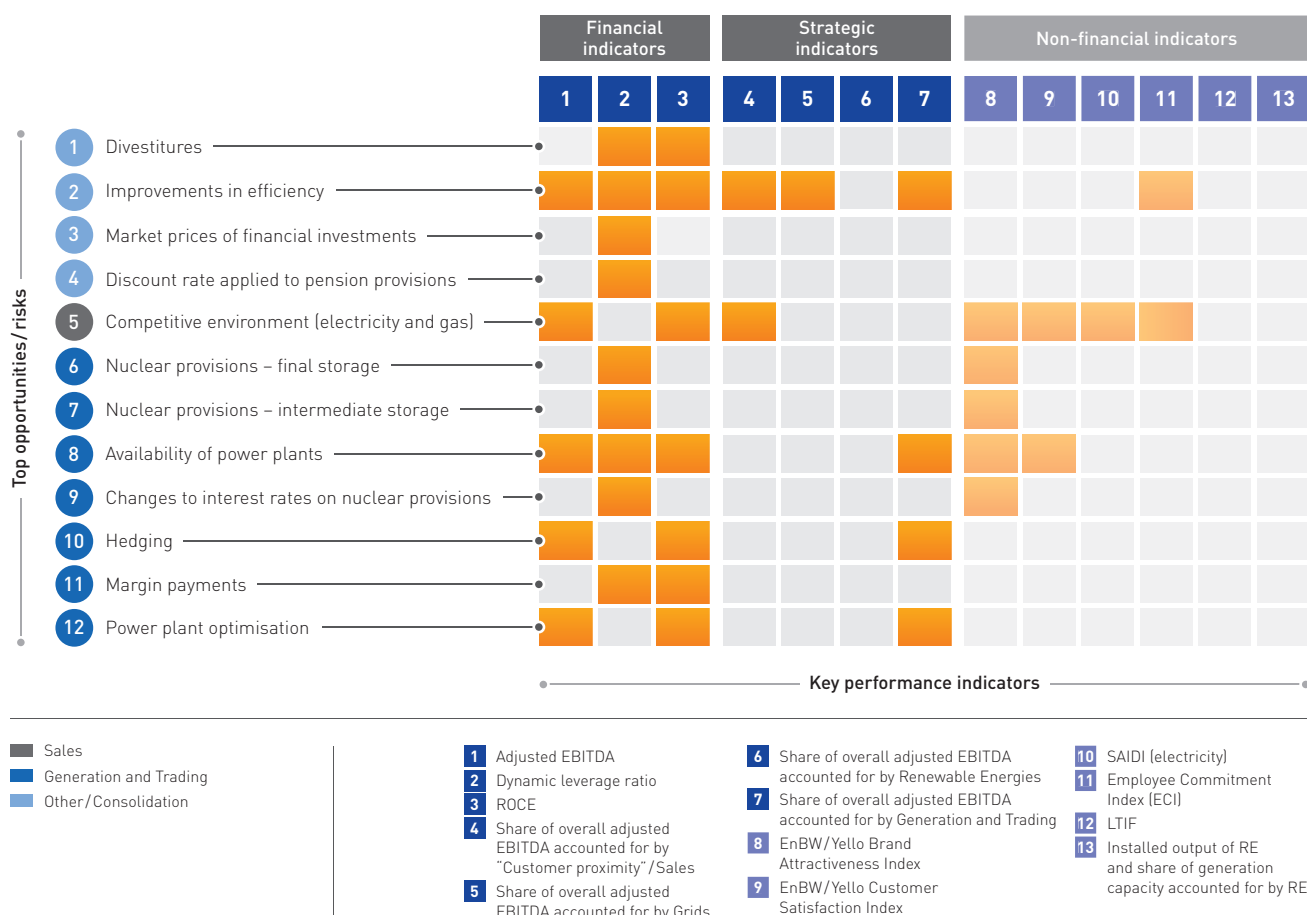 Financial
indicators
Strategic
indicators
Non-financial indicators
1 2 3 4 5 6 7 8 9 10 11 12 13
Top opportunities/risks
1 Divestitures
2 Improvements in efficiency
3 Market prices of financial investments
4 Discount rate applied to pension provisions
5 Competitive environment (electricity and gas)
6 Nuclear provisions – final storage
7 Nuclear provisions – intermediate storage
8 Availability of power plants
9 Changes to interest rates on nuclear provisions
10 Hedging
11 Margin payments
12 Power plant optimisation
Key performance indicators
Sales
Generation and Trading
Other/Consolidation
1 Adjusted EBITDA
2 Dynamic leverage ratio
3 ROCE
4 Share of overall adjusted
EBITDA accounted for by
"Customer proximity"/Sales
5 Share of overall adjusted
EBITDA accounted for by Grids
6 Share of overall adjusted EBITDA
accounted for by Renewable Energies
7 Share of overall adjusted EBITDA
accounted for by Generation and Trading
8 EnBW/Yello Brand
Attractiveness Index
9 EnBW/Yello Customer
Satisfaction Index
10 SAIDI (electricity)
11 Employee Commitment
Index (ECI)
12 LTIF
13 Installed output of RE
and share of generation
capacity accounted for by RE